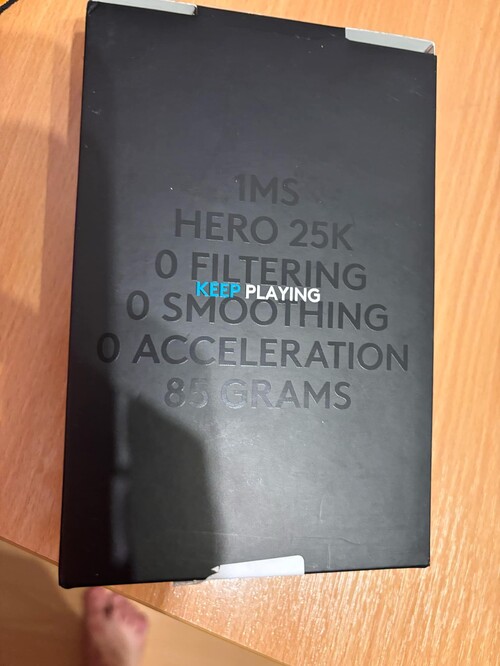 1MS
HERO 25K
0 FILTERING
KEEP PLAYING
0 SMOOTHING
0 ACCELERATION
85 GRAMS